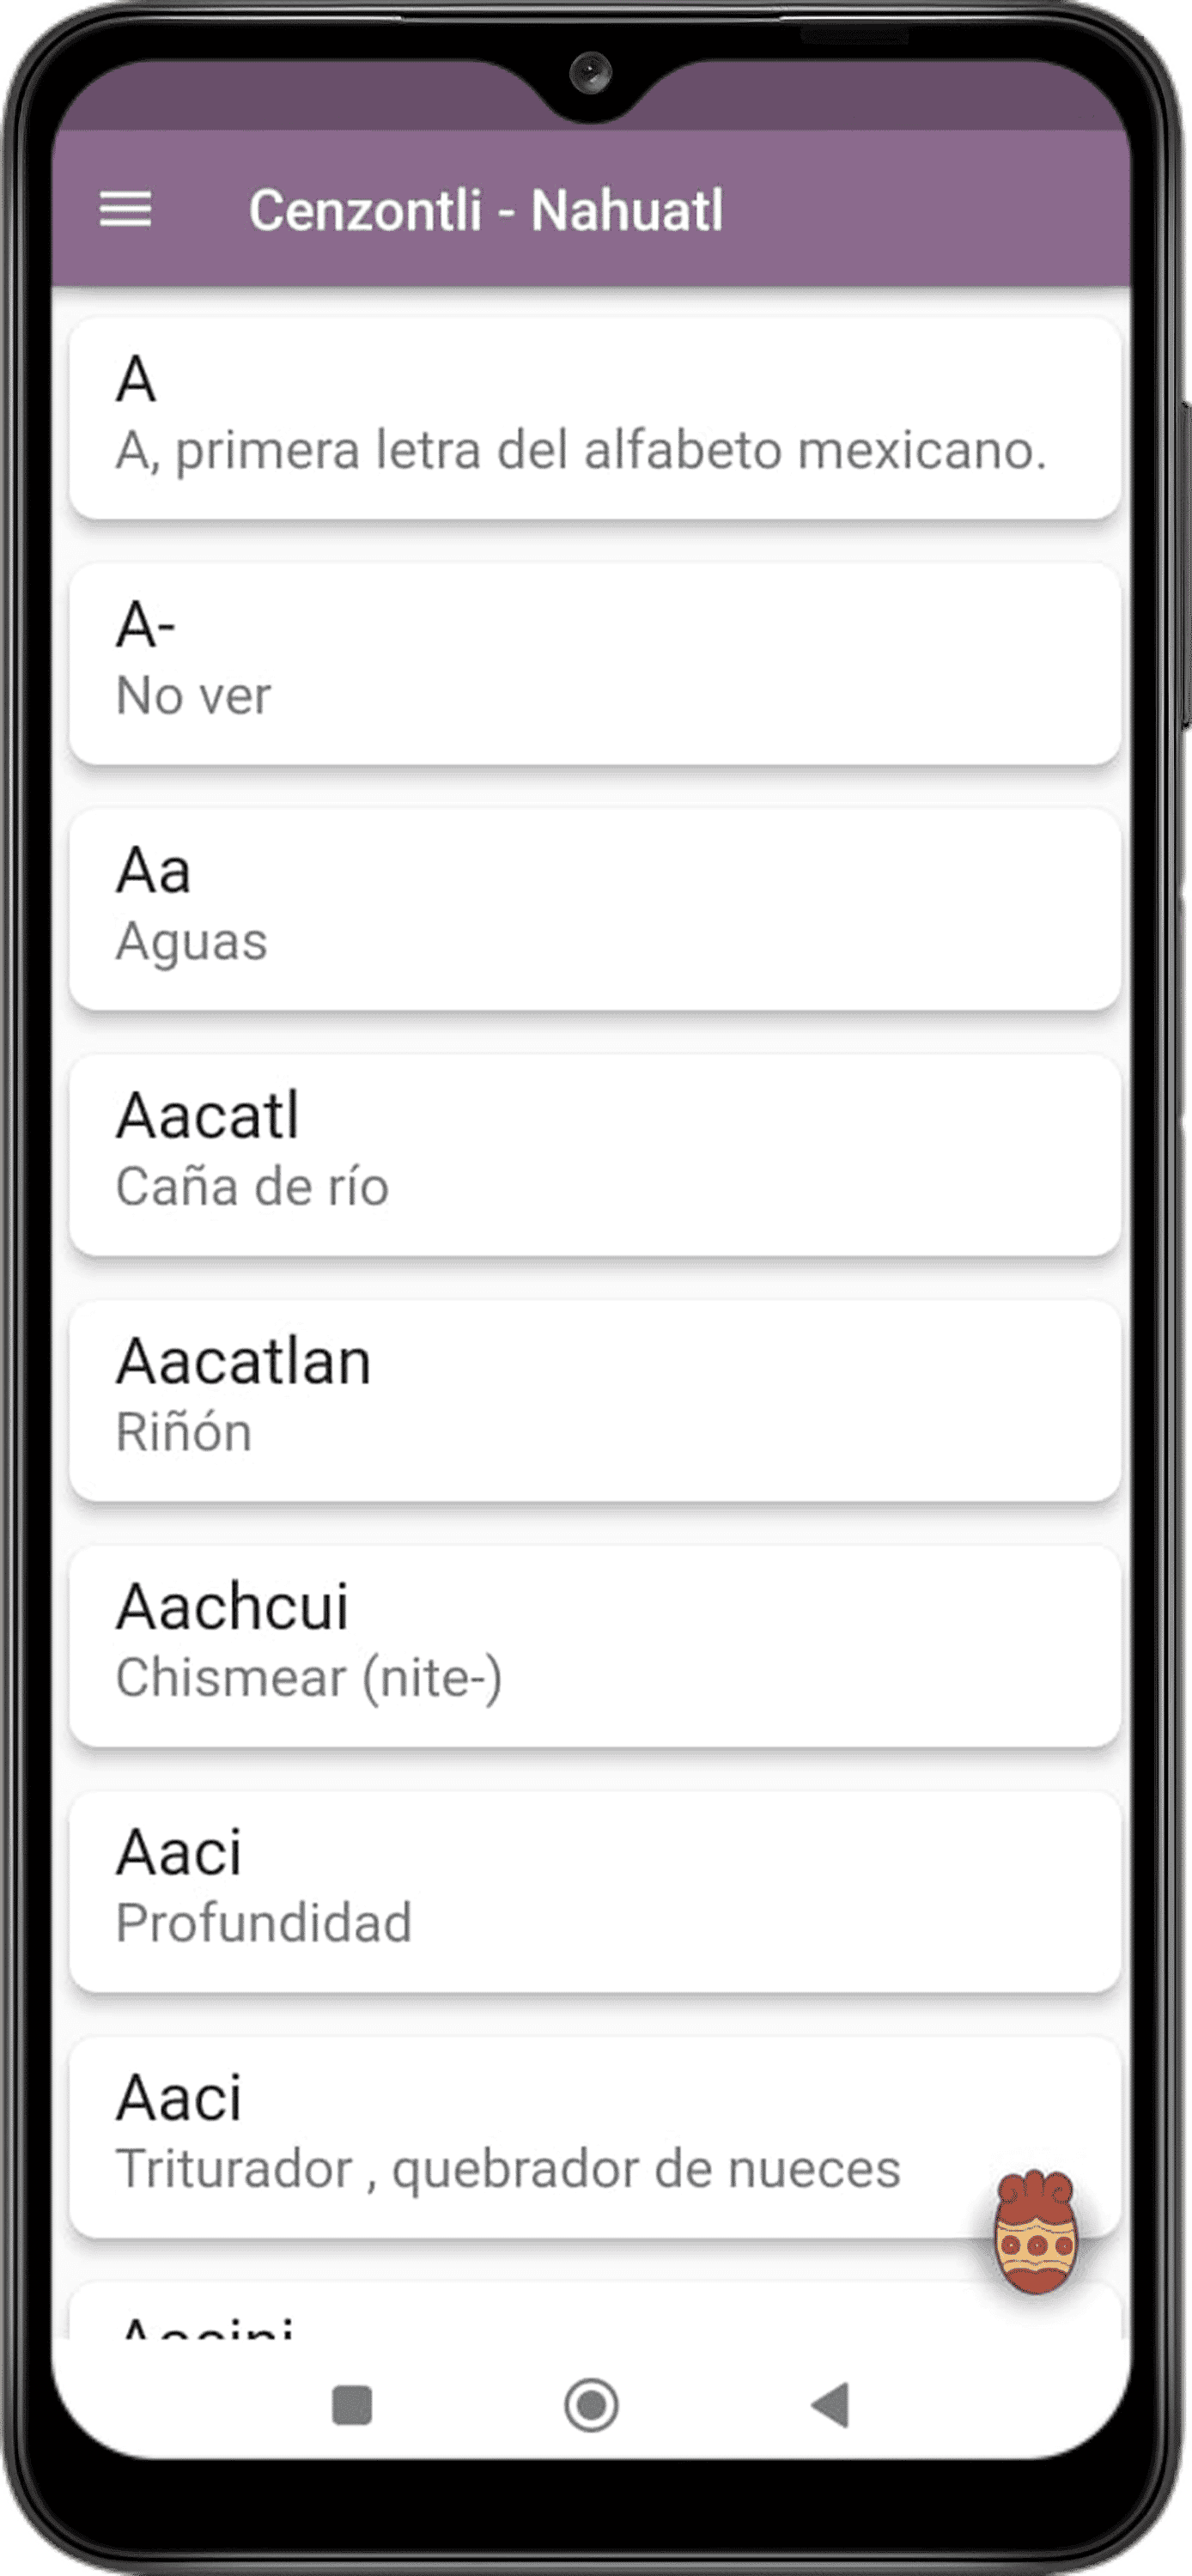 Cenzontli - Nahuatl
A
A, primera letra del alfabeto mexicano.
A-
No ver
Aa
Aguas
Aacatl
Caña de río
Aacatlan
Riñón
Aachcui
Chismear (nite-)
Aaci
Profundidad
Aaci
Triturador , quebrador de nueces